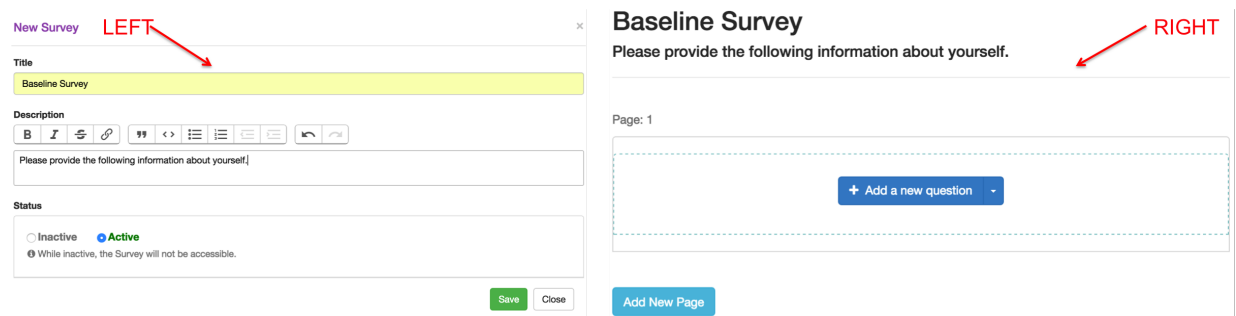 New Survey
LEFT
×
Title
Baseline Survey
Description
Please provide the following information about yourself.
Status
Inactive
Active
While inactive, the Survey will not be accessible.
Save
Close
Baseline Survey
RIGHT
Please provide the following information about yourself.
Page: 1
+ Add a new question
Add New Page